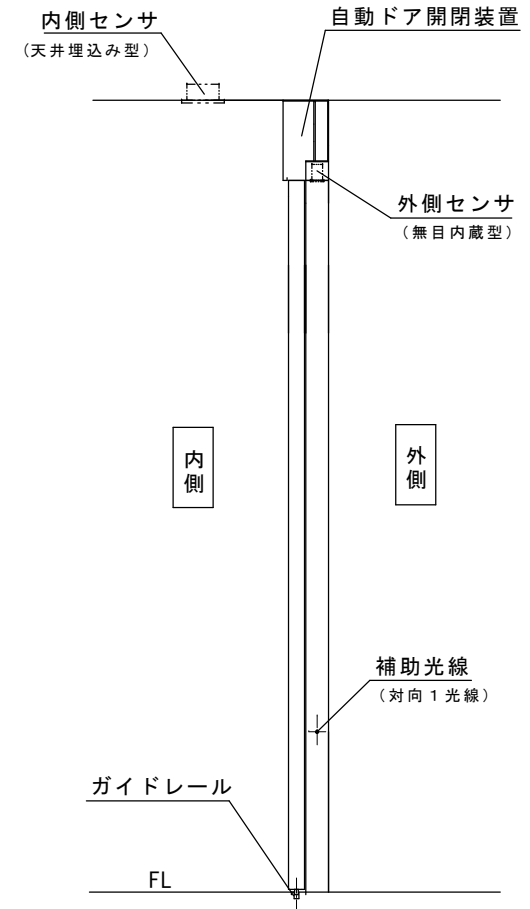 内側センサ
(天井埋込み型)
自動ドア開閉装置
外側センサ
(無目内蔵型)
内側
外側
補助光線
(対向1光線)
ガイドレール
FL